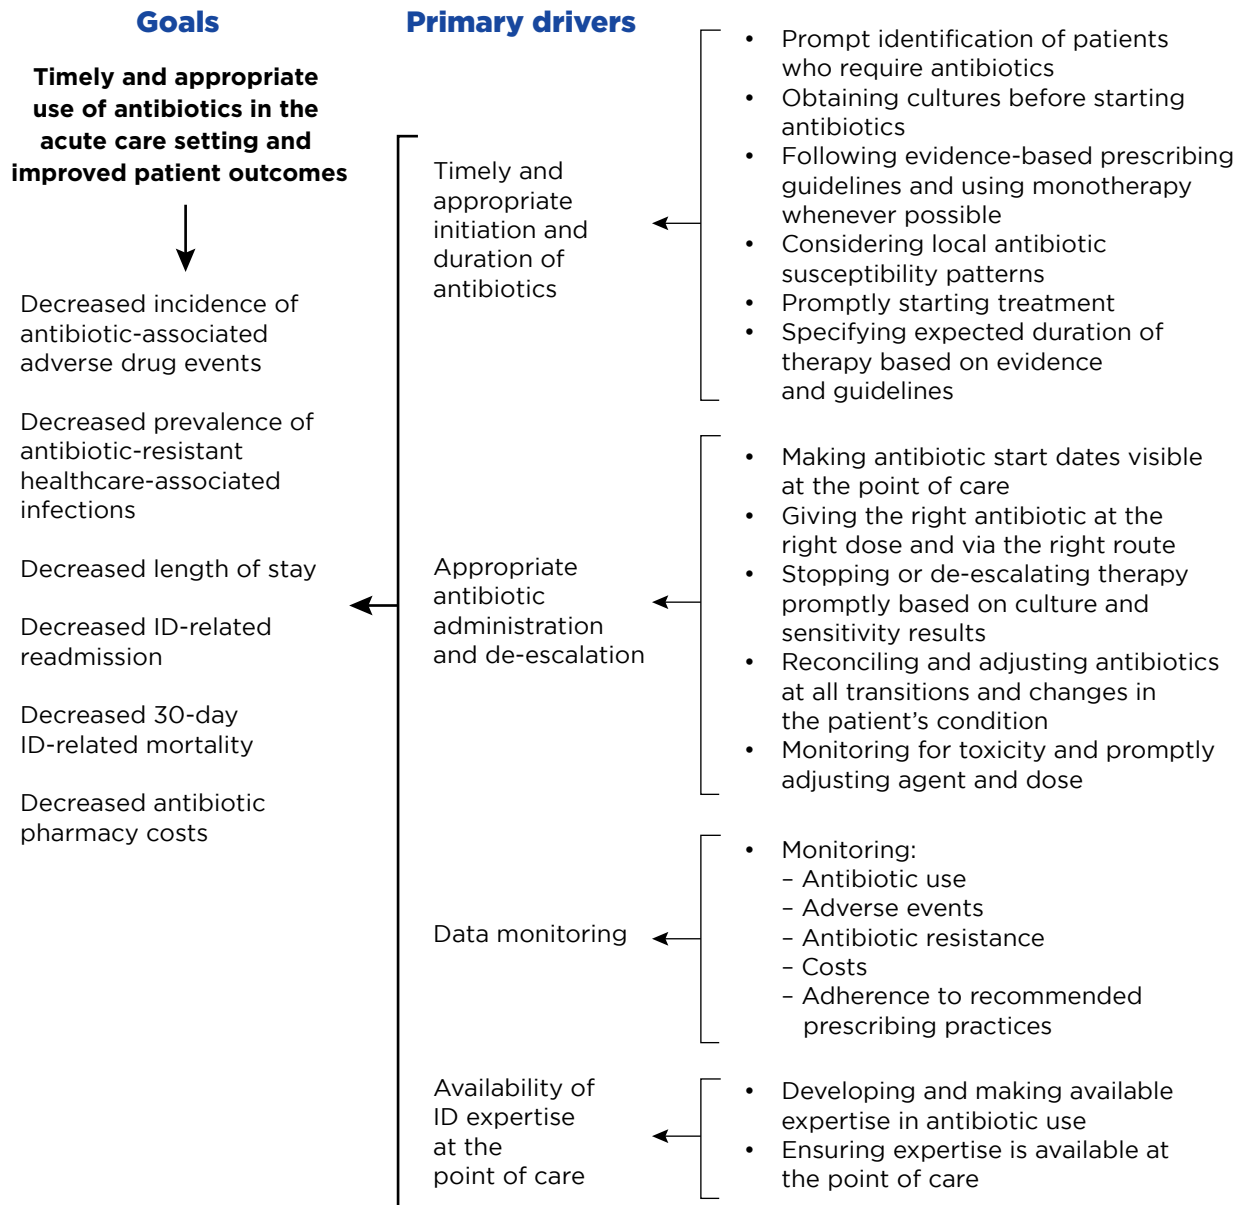 Goals
Timely and appropriate
use of antibiotics in the
acute care setting and
improved patient outcomes
Decreased incidence of
antibiotic-associated
adverse drug events
Decreased prevalence of
antibiotic-resistant
healthcare-associated
infections
Decreased length of stay
Decreased ID-related
readmission
Decreased 30-day
ID-related mortality
Decreased antibiotic
pharmacy costs
Primary drivers
Timely and
appropriate
initiation and
duration of
antibiotics
• Prompt identification of patients
who require antibiotics
• Obtaining cultures before starting
antibiotics
• Following evidence-based prescribing
guidelines and using monotherapy
whenever possible
• Considering local antibiotic
susceptibility patterns
• Promptly starting treatment
• Specifying expected duration of
therapy based on evidence
and guidelines
Appropriate
antibiotic
administration
and de-escalation
• Making antibiotic start dates visible
at the point of care
• Giving the right antibiotic at the
right dose and via the right route
• Stopping or de-escalating therapy
promptly based on culture and
sensitivity results
• Reconciling and adjusting antibiotics
at all transitions and changes in
the patient’s condition
• Monitoring for toxicity and promptly
adjusting agent and dose
Data monitoring
• Monitoring:
– Antibiotic use
– Adverse events
– Antibiotic resistance
– Costs
– Adherence to recommended
prescribing practices
Availability of
ID expertise
at the
point of care
• Developing and making available
expertise in antibiotic use
• Ensuring expertise is available at
the point of care